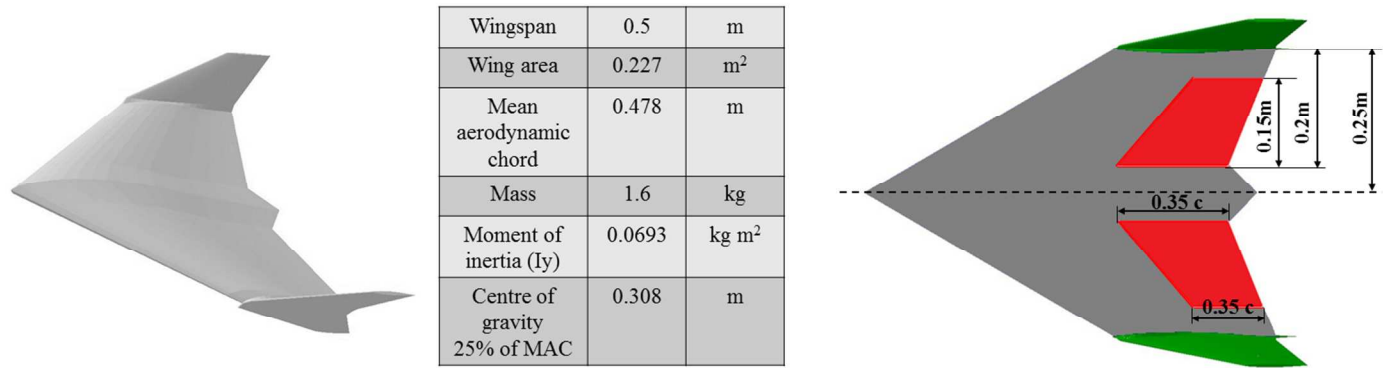 Wingspan 0.5 m
Wing area 0.227 m²
Mean
aerodynamic
chord
0.478 m
Mass 1.6 kg
Moment of
inertia (Iy)
0.0693 kg m²
Centre of
gravity
25% of MAC
0.308 m
0.15m
0.2m
0.25m
0.35 c
0.35 c